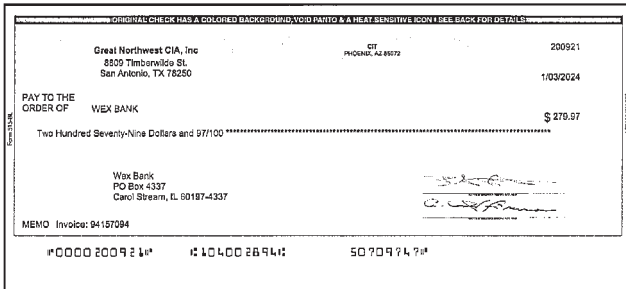 ORIGINAL CHECK HAS A COLORED BACKGROUND, VOID PANTO & A HEAT SENSITIVE ICON • SEE BACK FOR DETAILS
Great Northwest CIA, Inc
8809 Timberwilde St.
San Antonio, TX 78250
CIT
PHOENIX, AZ 85072
200921
1/03/2024
PAY TO THE
ORDER OF WEX BANK
$ 279.97
Two Hundred Seventy-Nine Dollars and 97/100
Wex Bank
PO Box 4337
Carol Stream, IL 60197-4337
MEMO Invoice: 94157094
⑈0000200921⑈ ⑆104002894⑆ 50709747⑈